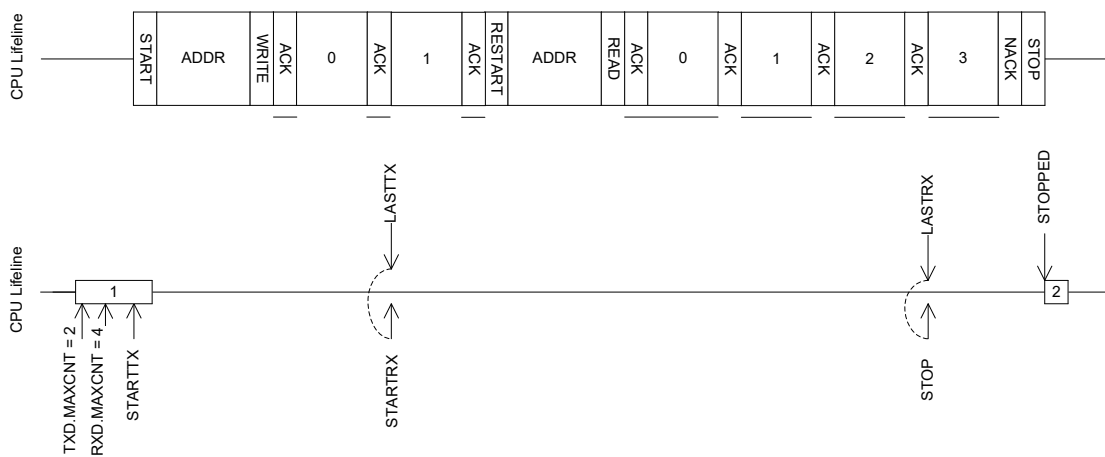 CPU Lifeline
START
ADDR
WRITE
ACK
0
ACK
1
ACK
RESTART
ADDR
READ
ACK
0
ACK
1
ACK
2
ACK
3
NACK
STOP
LASTTX
LASTRX
STOPPED
CPU Lifeline
1
2
TXD.MAXCNT = 2
RXD.MAXCNT = 4
STARTTX
STARTRX
STOP